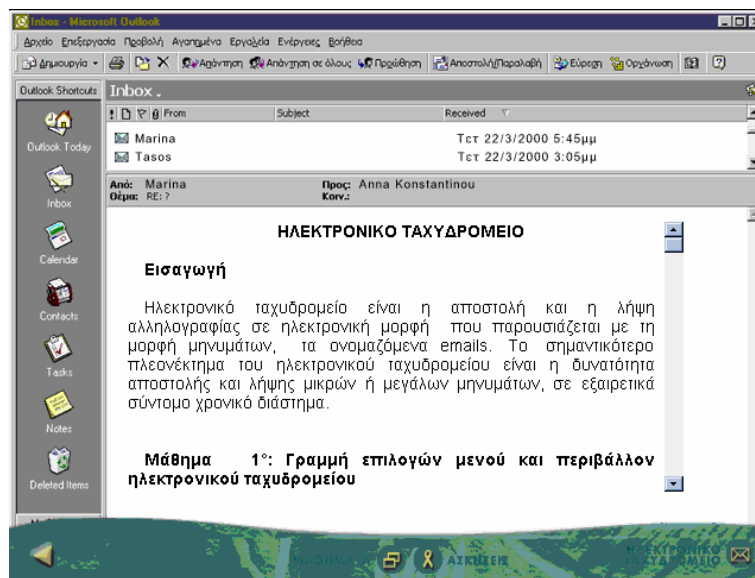 Inbox - Microsoft Outlook
Αρχείο Επεξεργασία Προβολή Αγαπημένα Εργαλεία Ενέργειες Βοήθεια
Δημιουργία Απάντηση Απάντηση σε όλους Προώθηση Αποστολή/Παραλαβή Εύρεση Οργάνωση
Outlook Shortcuts Inbox
From Subject Received
Marina Τετ 22/3/2000 5:45μμ
Tasos Τετ 22/3/2000 3:05μμ
Από: Marina Προς: Anna Konstantinou
Θέμα: RE: ? Κοιν.:
Outlook Today
Inbox
Calendar
Contacts
Tasks
Notes
Deleted Items
ΗΛΕΚΤΡΟΝΙΚΟ ΤΑΧΥΔΡΟΜΕΙΟ
Εισαγωγή
Ηλεκτρονικό ταχυδρομείο είναι η αποστολή και η λήψη
αλληλογραφίας σε ηλεκτρονική μορφή που παρουσιάζεται με τη
μορφή μηνυμάτων, τα ονομαζόμενα emails. Το σημαντικότερο
πλεονέκτημα του ηλεκτρονικού ταχυδρομείου είναι η δυνατότητα
αποστολής και λήψης μικρών ή μεγάλων μηνυμάτων, σε εξαιρετικά
σύντομο χρονικό διάστημα.
Μάθημα 1°: Γραμμή επιλογών μενού και περιβάλλον
ηλεκτρονικού ταχυδρομείου
ΑΣΚΗΣΕΙΣ
ΗΛΕΚΤΡΟΝΙΚΟ
ΤΑΧΥΔΡΟΜΕΙΟ